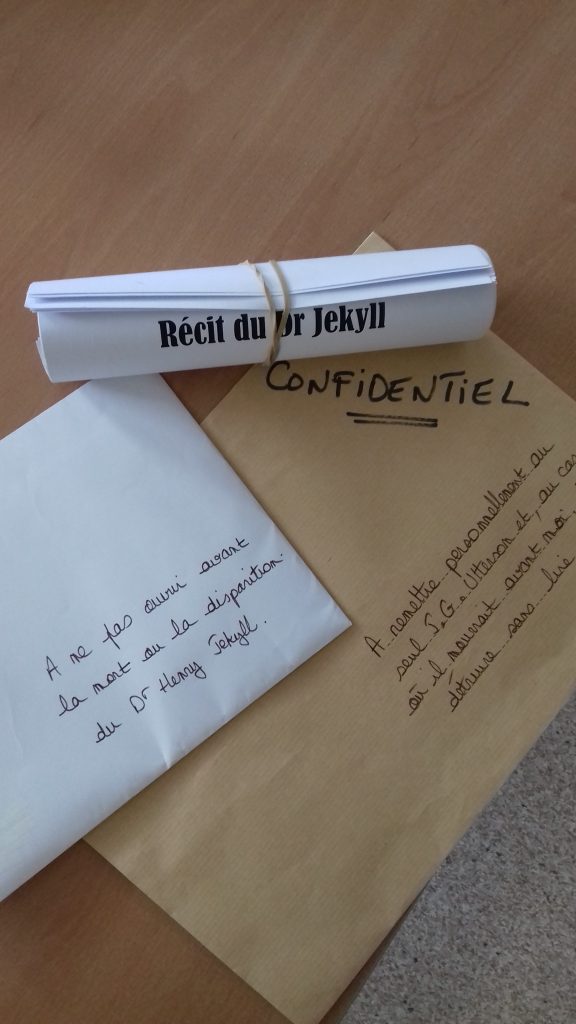 Récit du Dr Jekyll
CONFIDENTIEL
A remettre personnellement au
seul J.G. Utterson et, au cas
où il mourrait avant moi,
détruire sans lire
A ne pas ouvrir avant
la mort ou la disparition
du Dr Henry Jekyll.